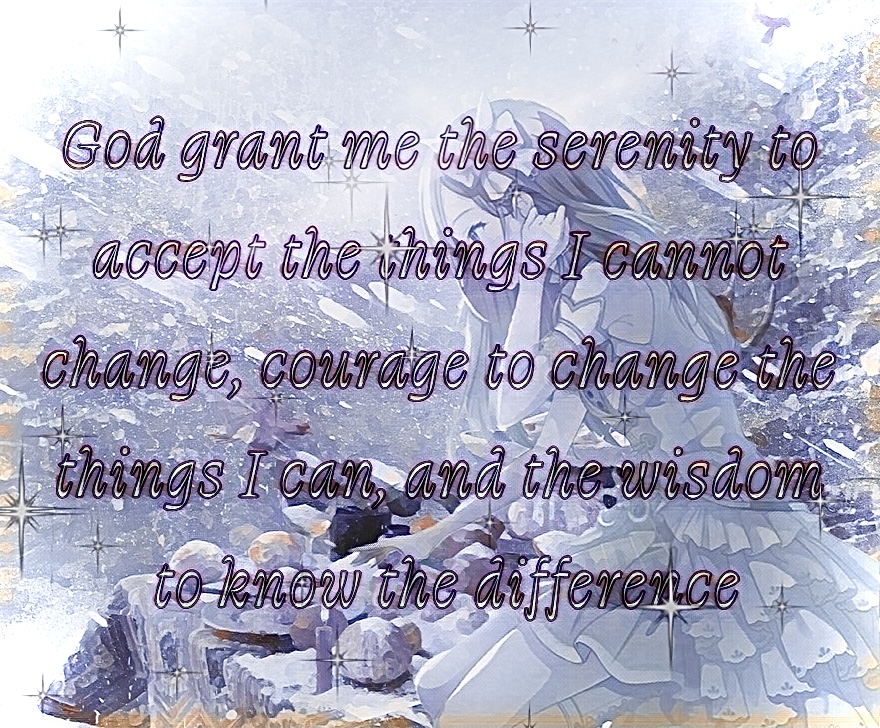 God grant me the serenity to
accept the things I cannot
change, courage to change the
things I can, and the wisdom
to know the difference